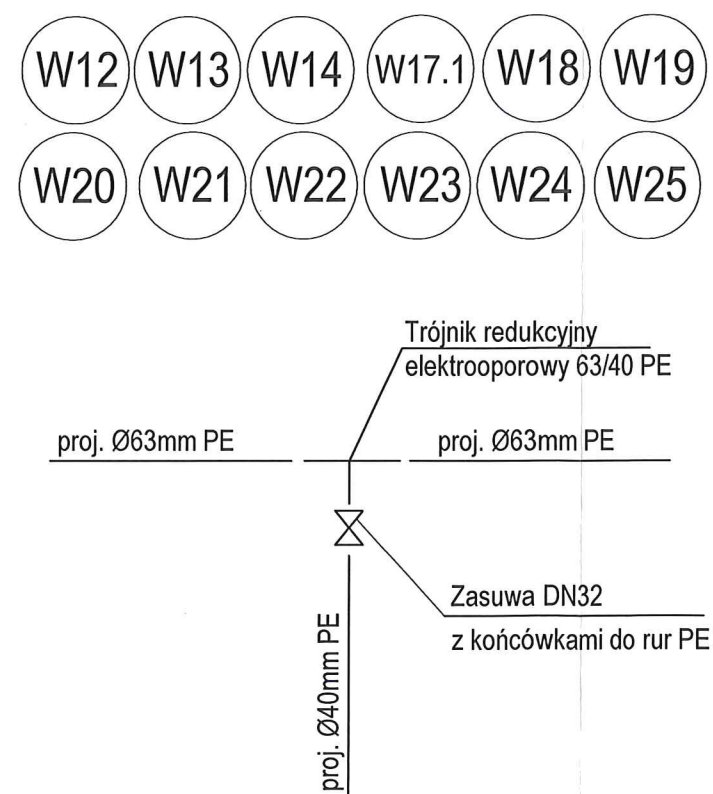 W12 W13 W14 W17.1 W18 W19
W20 W21 W22 W23 W24 W25
Trójnik redukcyjny
elektrooporowy 63/40 PE
proj. Ø63mm PE proj. Ø63mm PE
Zasuwa DN32
z końcówkami do rur PE
proj. Ø40mm PE